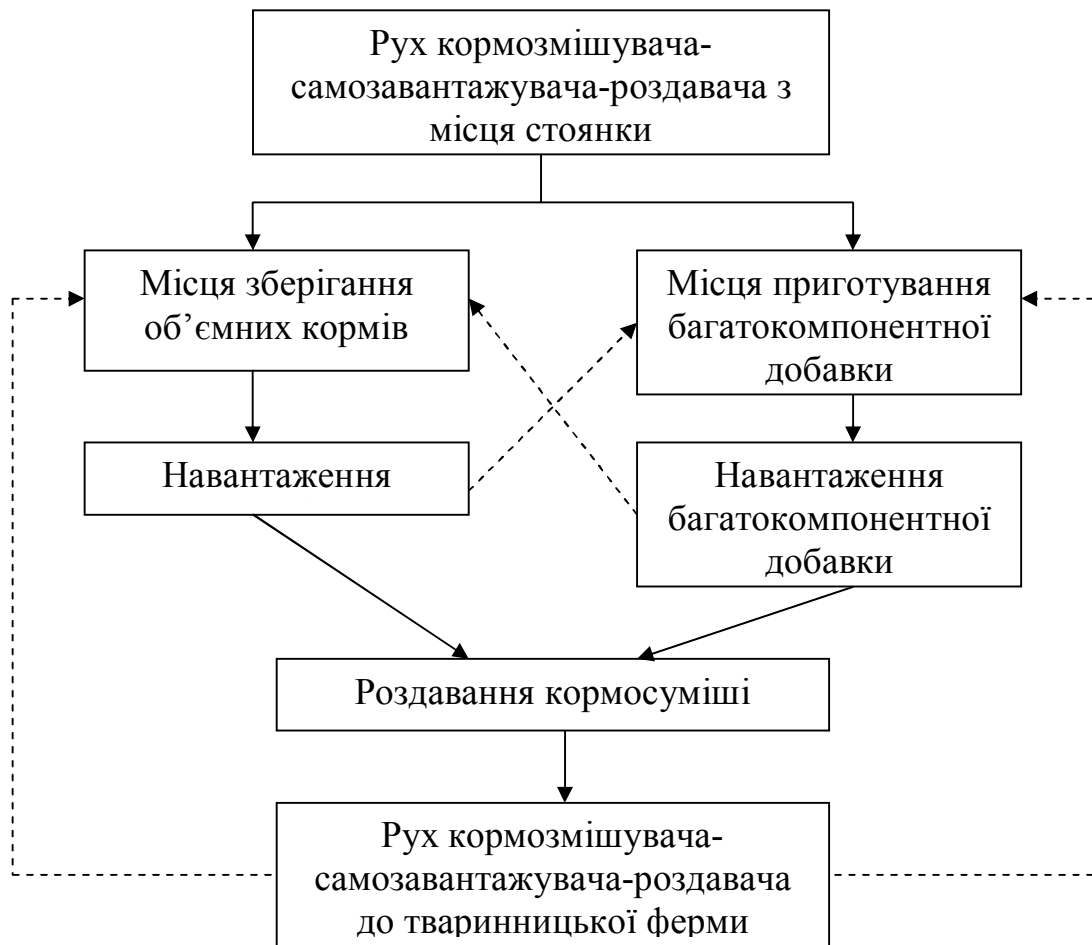 Рух кормозмішувача-
самозавантажувача-роздавача з
місця стоянки
Місця зберігання
об’ємних кормів
Місця приготування
багатокомпонентної
добавки
Навантаження
Навантаження
багатокомпонентної
добавки
Роздавання кормосуміші
Рух кормозмішувача-
самозавантажувача-роздавача
до тваринницької ферми